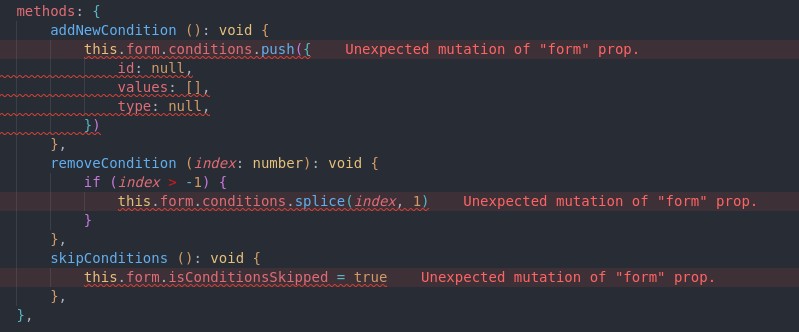 methods: {
addNewCondition (): void {
this.form.conditions.push({ Unexpected mutation of "form" prop.
id: null,
values: [],
type: null,
})
},
removeCondition (index: number): void {
if (index > -1) {
this.form.conditions.splice(index, 1) Unexpected mutation of "form" prop.
}
},
skipConditions (): void {
this.form.isConditionsSkipped = true Unexpected mutation of "form" prop.
},
},